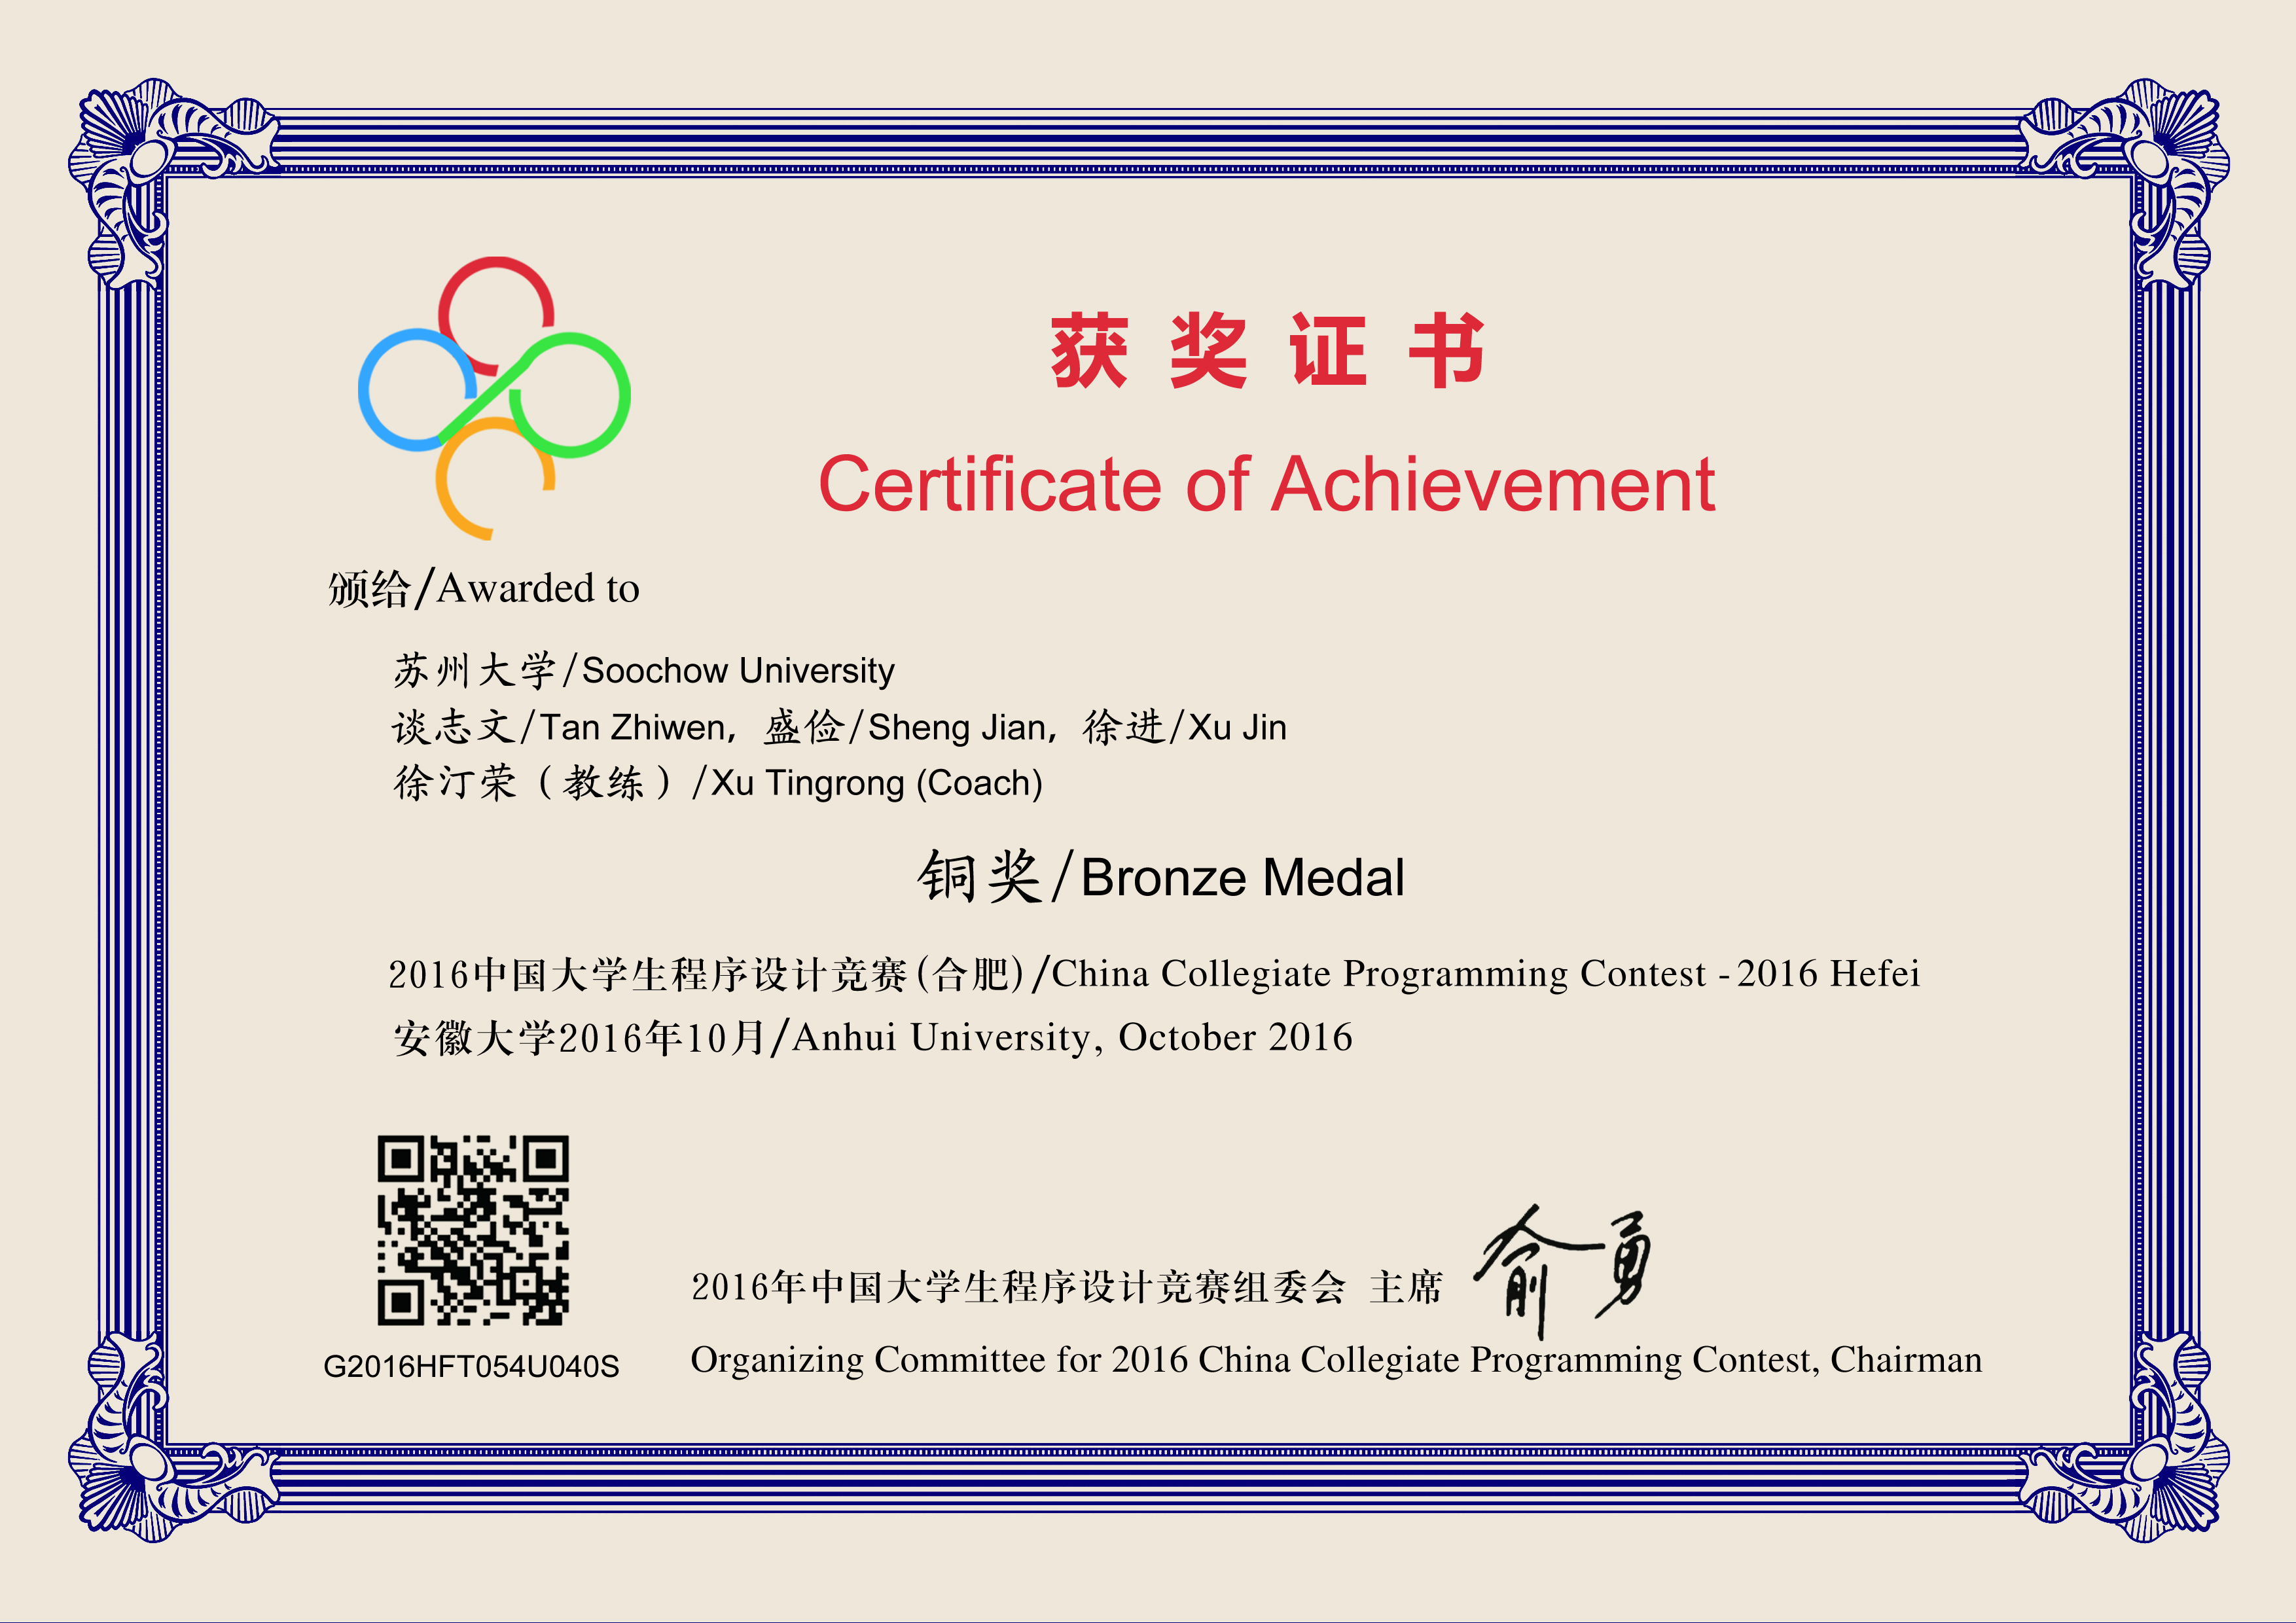 获奖证书
Certificate of Achievement
颁给/Awarded to
苏州大学/Soochow University
谈志文/Tan Zhiwen, 盛俭/Sheng Jian, 徐进/Xu Jin
徐汀荣（教练）/Xu Tingrong (Coach)
铜奖/Bronze Medal
2016中国大学生程序设计竞赛(合肥)/China Collegiate Programming Contest - 2016 Hefei
安徽大学2016年10月/Anhui University, October 2016
2016年中国大学生程序设计竞赛组委会 主席 俞勇
G2016HFT054U040S
Organizing Committee for 2016 China Collegiate Programming Contest, Chairman